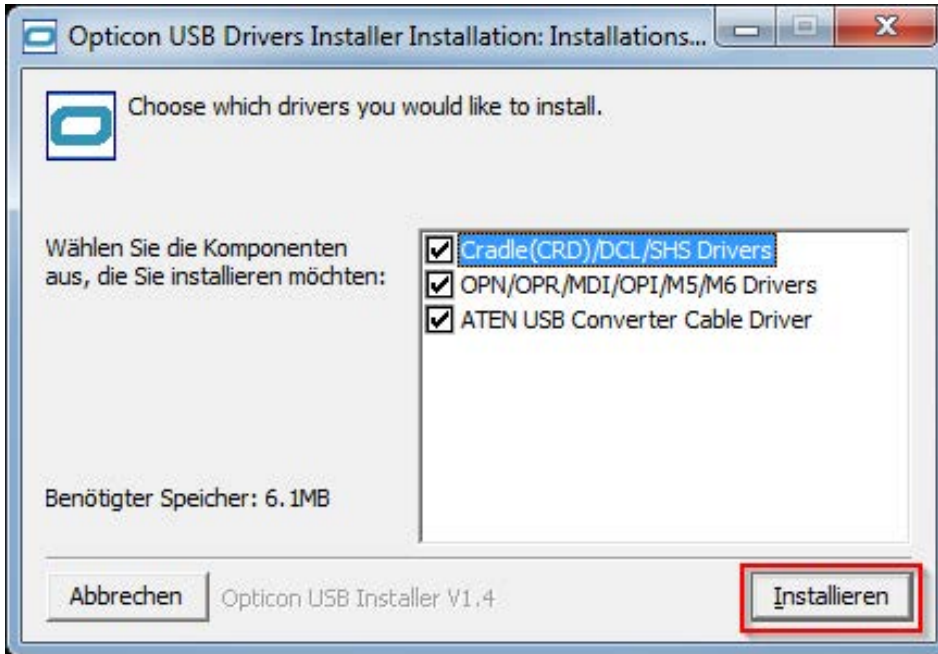 Opticon USB Drivers Installer Installation: Installations...
Choose which drivers you would like to install.
Wählen Sie die Komponenten
aus, die Sie installieren möchten:
Cradle(CRD)/DCL/SHS Drivers
OPN/OPR/MDI/OPI/M5/M6 Drivers
ATEN USB Converter Cable Driver
Benötigter Speicher: 6.1MB
Abbrechen
Opticon USB Installer V1.4
Installieren